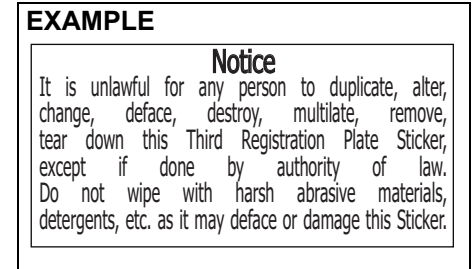 EXAMPLE
Notice
It is unlawful for any person to duplicate, alter,
change, deface, destroy, multilate, remove,
tear down this Third Registration Plate Sticker,
except if done by authority of law.
Do not wipe with harsh abrasive materials,
detergents, etc. as it may deface or damage this Sticker.